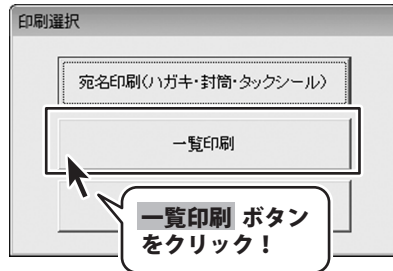 印刷選択
宛名印刷(ハガキ・封筒・タックシール)
一覧印刷
一覧印刷 ボタン
をクリック！